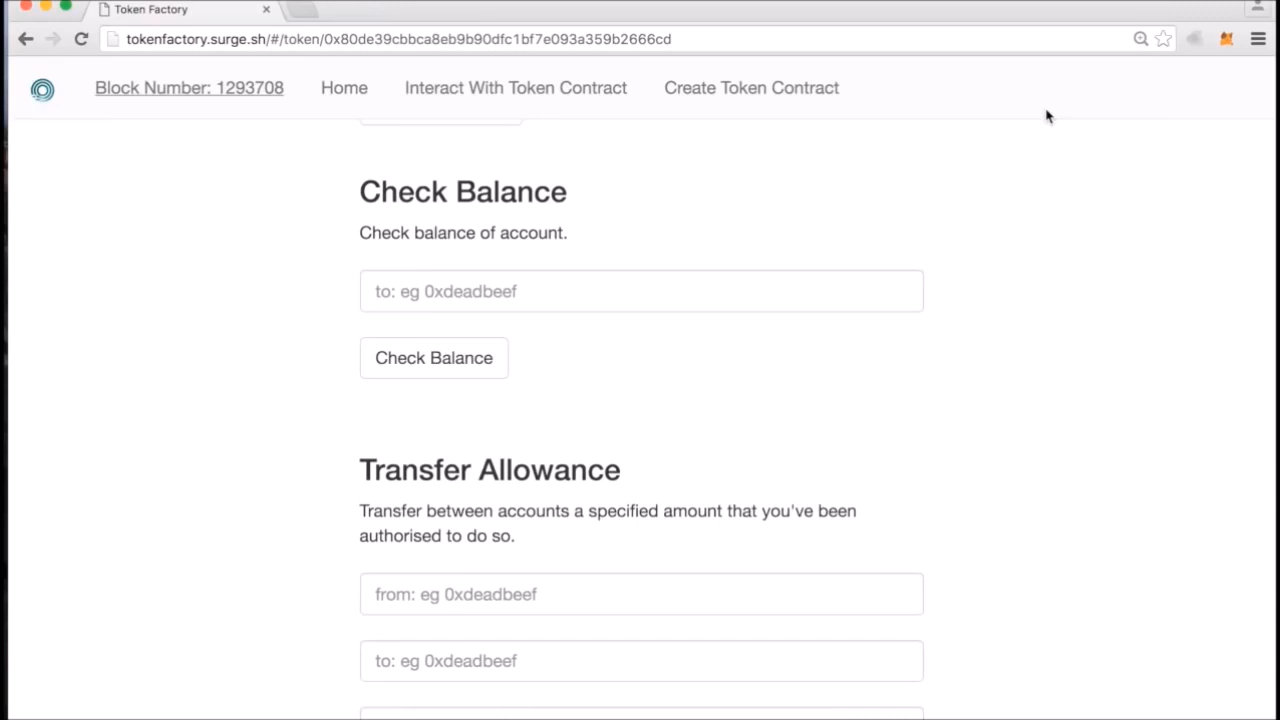 Token Factory
tokenfactory.surge.sh/#/token/0x80de39cbbca8eb9b90dfc1bf7e093a359b2666cd
Block Number: 1293708 Home Interact With Token Contract Create Token Contract
Check Balance
Check balance of account.
to: eg 0xdeadbeef
Check Balance
Transfer Allowance
Transfer between accounts a specified amount that you've been
authorised to do so.
from: eg 0xdeadbeef
to: eg 0xdeadbeef